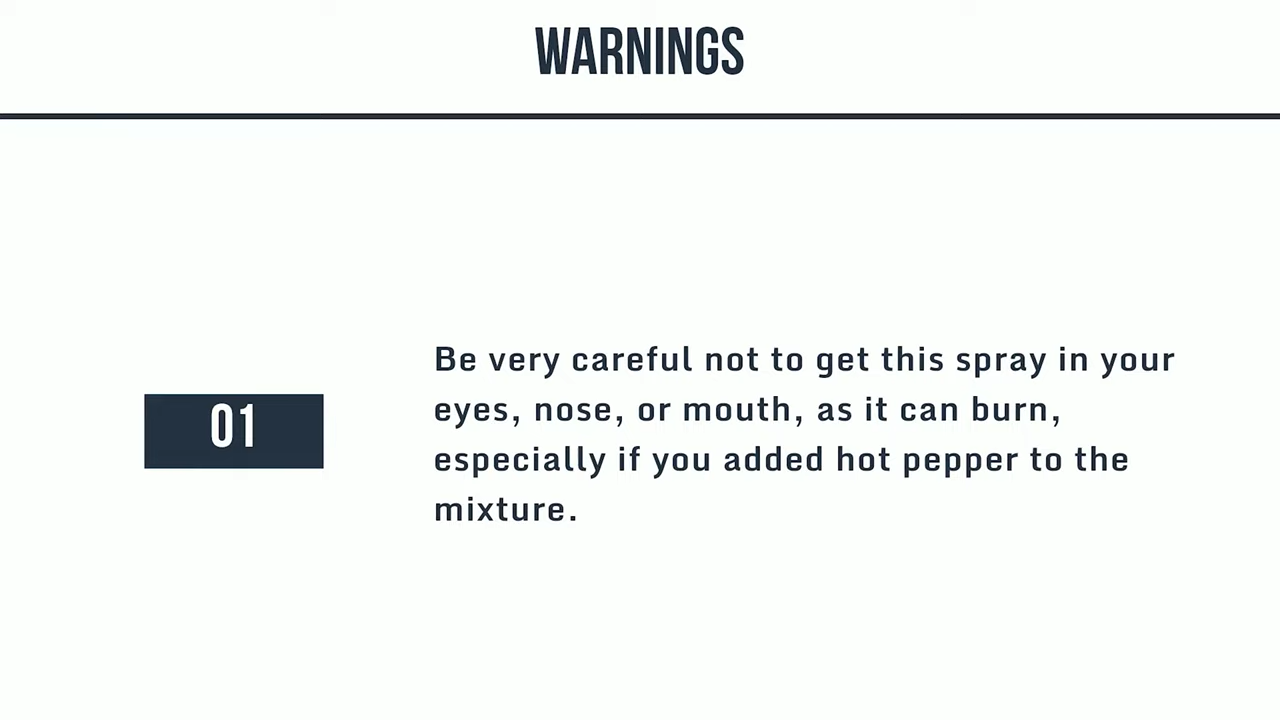 WARNINGS
01
Be very careful not to get this spray in your
eyes, nose, or mouth, as it can burn,
especially if you added hot pepper to the
mixture.